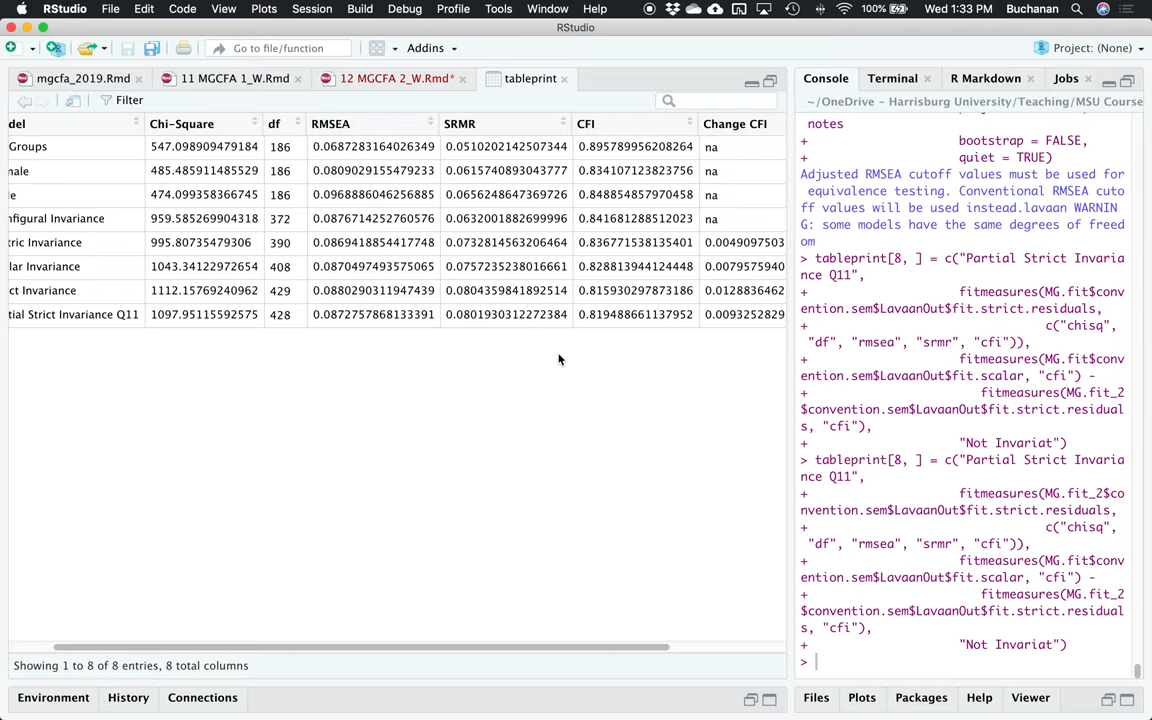 RStudio File Edit Code View Plots Session Build Debug Profile Tools Window Help 100% Wed 1:33 PM Buchanan
RStudio
Go to file/function Addins Project: (None)
mgcfa_2019.Rmd 11 MGCFA 1_W.Rmd 12 MGCFA 2_W.Rmd* tableprint
Filter
del Chi-Square df RMSEA SRMR CFI Change CFI
Groups 547.098909479184 186 0.0687283164026349 0.0510202142507344 0.895789956208264 na
nale 485.485911485529 186 0.0809029155479233 0.0615740893043777 0.834107123823756 na
le 474.099358366745 186 0.0968886046256885 0.0656248647369726 0.848854857970458 na
nfigural Invariance 959.585269904318 372 0.0876714252760576 0.0632001882699996 0.841681288512023 na
tric Invariance 995.80735479306 390 0.0869418854417748 0.0732814563206464 0.836771538135401 0.0049097503
lar Invariance 1043.34122972654 408 0.0870497493575065 0.0757235238016661 0.828813944124448 0.0079575940
ct Invariance 1112.15769240962 429 0.0880290311947439 0.0804359841892514 0.815930297873186 0.0128836462
tial Strict Invariance Q11 1097.95115592575 428 0.0872757868133391 0.0801930312272384 0.819488661137952 0.0093252829
Showing 1 to 8 of 8 entries, 8 total columns
Environment History Connections
Console Terminal R Markdown Jobs
~/OneDrive - Harrisburg University/Teaching/MSU Course
notes
+ bootstrap = FALSE,
+ quiet = TRUE)
Adjusted RMSEA cutoff values must be used for
equivalence testing. Conventional RMSEA cuto
ff values will be used instead.lavaan WARNIN
G: some models have the same degrees of freed
om
> tableprint[8, ] = c("Partial Strict Invaria
nce Q11",
+ fitmeasures(MG.fit$conv
ention.sem$LavaanOut$fit.strict.residuals,
+ c("chisq",
"df", "rmsea", "srmr", "cfi")),
+ fitmeasures(MG.fit$conv
ention.sem$LavaanOut$fit.scalar, "cfi") -
+ fitmeasures(MG.fit_2
$convention.sem$LavaanOut$fit.strict.residual
s, "cfi"),
+ "Not Invariat")
> tableprint[8, ] = c("Partial Strict Invaria
nce Q11",
+ fitmeasures(MG.fit_2$co
nvention.sem$LavaanOut$fit.strict.residuals,
+ c("chisq",
"df", "rmsea", "srmr", "cfi")),
+ fitmeasures(MG.fit$conv
ention.sem$LavaanOut$fit.scalar, "cfi") -
+ fitmeasures(MG.fit_2
$convention.sem$LavaanOut$fit.strict.residual
s, "cfi"),
+ "Not Invariat")
>
Files Plots Packages Help Viewer